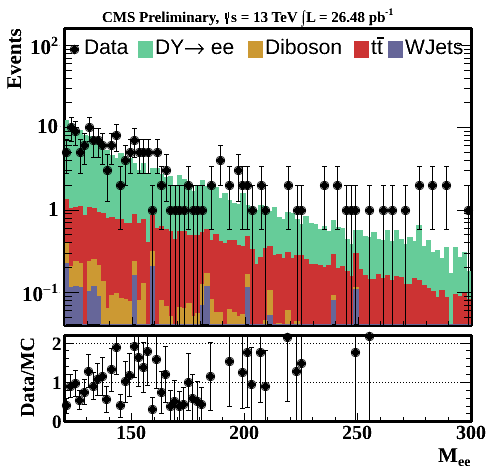 CMS Preliminary, √s = 13 TeV ∫L = 26.48 pb⁻¹
Events
Data DY→ ee Diboson tt̄ WJets
10²
10
1
10⁻¹
Data/MC
2
1
0
150 200 250 300
Mₑₑ